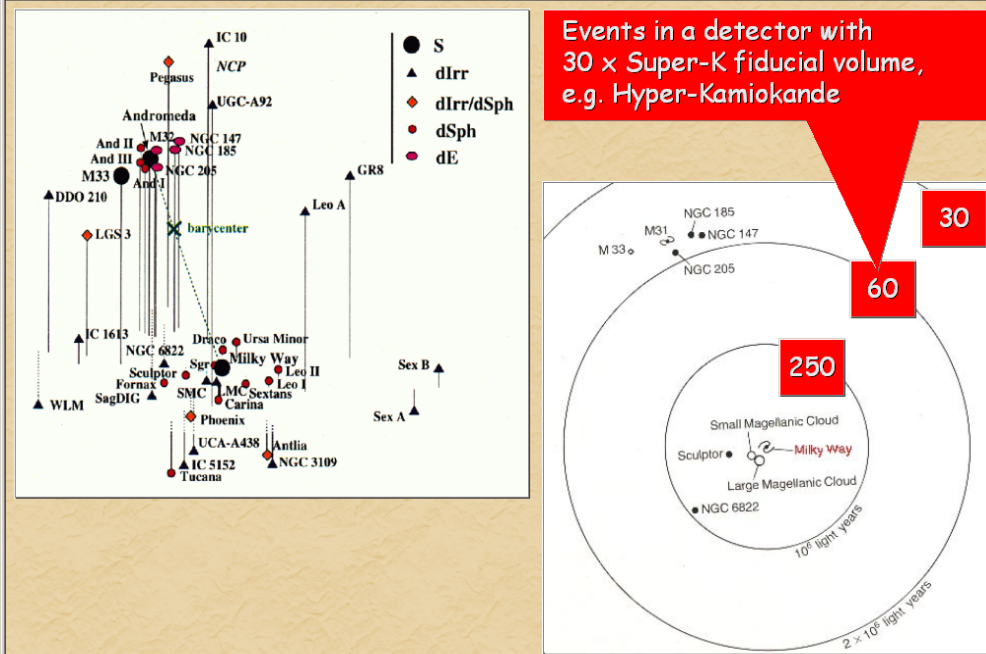 IC 10
NCP
Pegasus
UGC-A92
Andromeda
M32
NGC 147
And II
NGC 185
And III
M33
NGC 205
And I
DDO 210
LGS 3
GR8
Leo A
barycenter
IC 1613
NGC 6822
Draco
Ursa Minor
Sgr
Milky Way
Sculptor
Leo II
Fornax
Leo I
SagDIG
SMC
LMC
Sextans
Carina
WLM
Phoenix
Sex B
Sex A
UCA-A438
Antlia
IC 5152
NGC 3109
Tucana
S
dIrr
dIrr/dSph
dSph
dE
Events in a detector with
30 x Super-K fiducial volume,
e.g. Hyper-Kamiokande
30
60
250
NGC 185
M31
NGC 147
M 33
NGC 205
Small Magellanic Cloud
Sculptor
Milky Way
Large Magellanic Cloud
NGC 6822
10⁶ light years
2 × 10⁶ light years